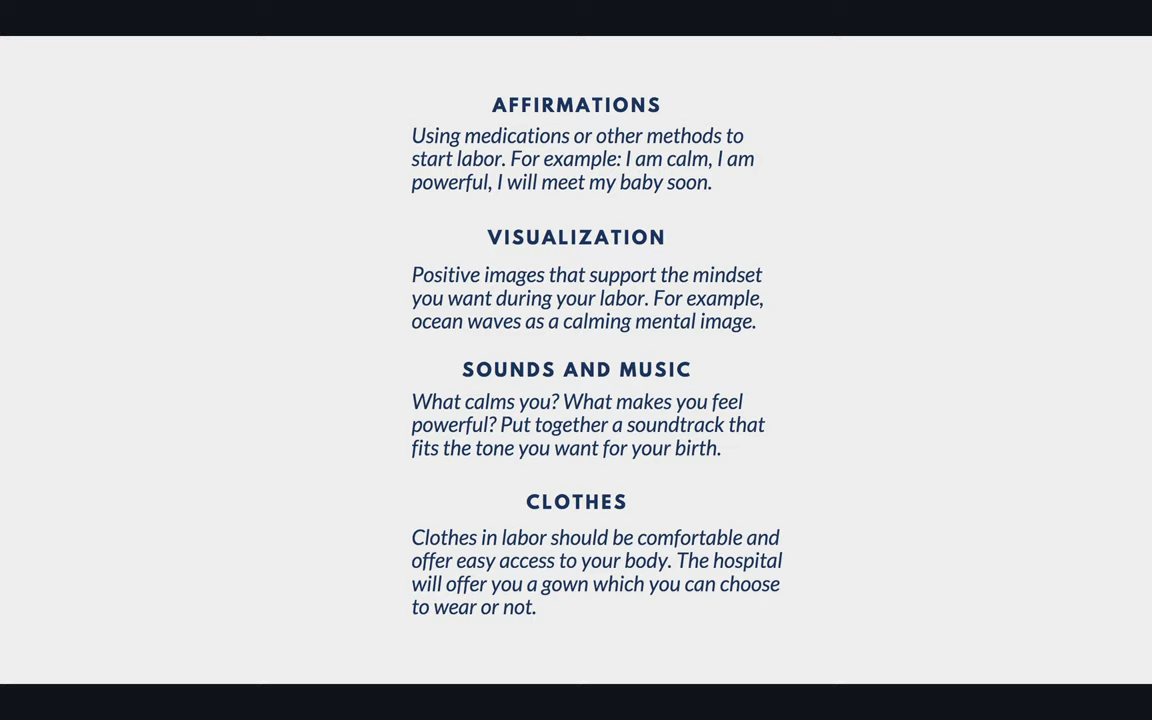 AFFIRMATIONS
Using medications or other methods to
start labor. For example: I am calm, I am
powerful, I will meet my baby soon.
VISUALIZATION
Positive images that support the mindset
you want during your labor. For example,
ocean waves as a calming mental image.
SOUNDS AND MUSIC
What calms you? What makes you feel
powerful? Put together a soundtrack that
fits the tone you want for your birth.
CLOTHES
Clothes in labor should be comfortable and
offer easy access to your body. The hospital
will offer you a gown which you can choose
to wear or not.